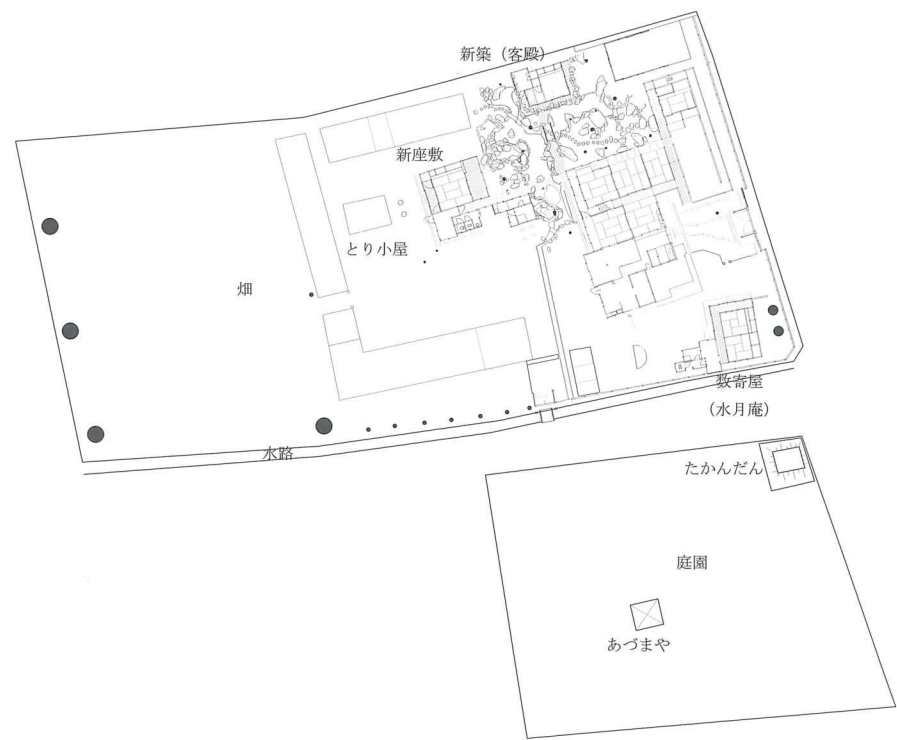 新築（客殿）
新座敷
とり小屋
畑
数寄屋
（水月庵）
水路
たかんだん
庭園
あづまや